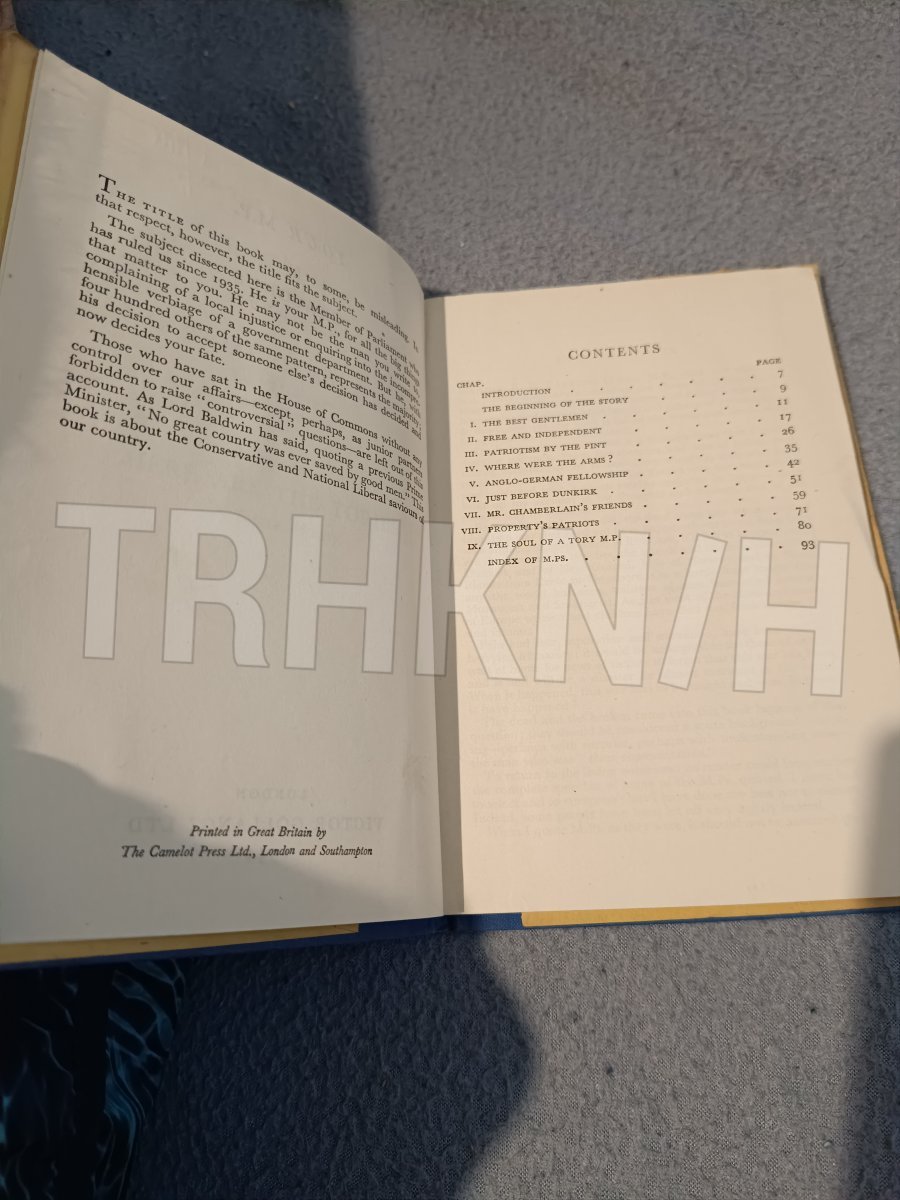 THE TITLE of this book may, to some, be misleading. In
that respect, however, the title fits the subject.
The subject dissected here is the Member of Parliament who
has ruled us since 1935. He is your M.P., for all the big things
that matter to you. He may not be the man you write to,
complaining of a local injustice or enquiring into the incompre-
hensible verbiage of a government department. But he, with
four hundred others of the same pattern, represents the majority;
his decision to accept someone else's decision has decided and
now decides your fate.
Those who have sat in the House of Commons without any
control over our affairs—except, perhaps, as junior partners
forbidden to raise "controversial" questions—are left out of this
account. As Lord Baldwin has said, quoting a previous Prime
Minister, "No great country was ever saved by good men." This
book is about the Conservative and National Liberal saviours of
our country.
Printed in Great Britain by
The Camelot Press Ltd., London and Southampton
CONTENTS
CHAP. PAGE
INTRODUCTION 7
THE BEGINNING OF THE STORY 9
I. THE BEST GENTLEMEN 11
II. FREE AND INDEPENDENT 17
III. PATRIOTISM BY THE PINT 26
IV. WHERE WERE THE ARMS? 35
V. ANGLO-GERMAN FELLOWSHIP 42
VI. JUST BEFORE DUNKIRK 51
VII. MR. CHAMBERLAIN'S FRIENDS 59
VIII. PROPERTY'S PATRIOTS 71
IX. THE SOUL OF A TORY M.P. 80
INDEX OF M.PS. 93
TRHKN/H